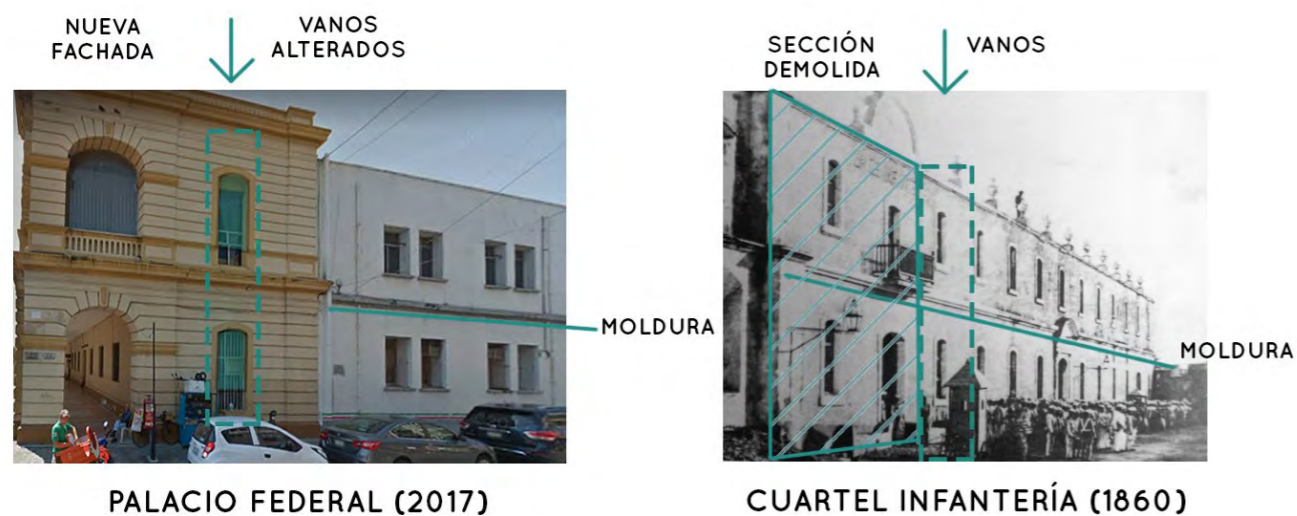 NUEVA
FACHADA
VANOS
ALTERADOS
MOLDURA
PALACIO FEDERAL (2017)
SECCIÓN
DEMOLIDA
VANOS
MOLDURA
CUARTEL INFANTERÍA (1860)